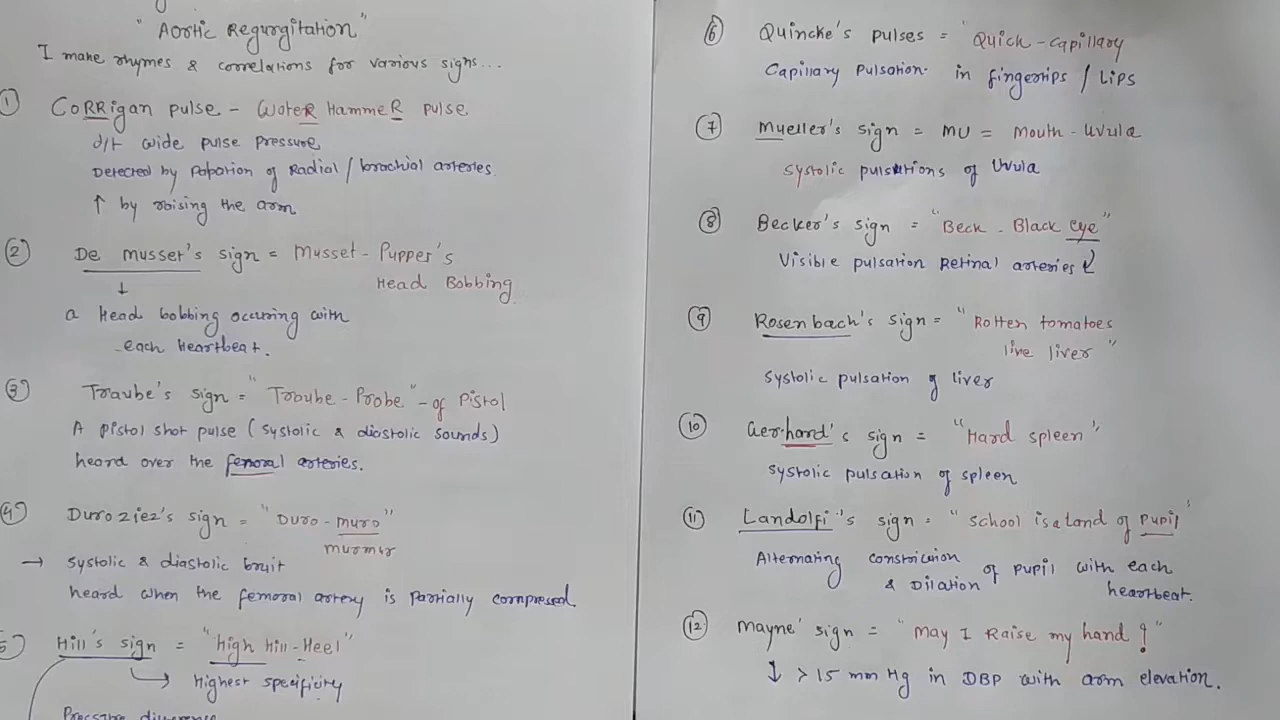 "Aortic Regurgitation"
I make rhymes & correlations for various signs...
① CoRRigan pulse - WateR HammeR pulse
d/t wide pulse pressure
Detected by Palpation of Radial / brachial arteries.
↑ by raising the arm
② De musset's sign = Musset - Puppet's
Head Bobbing
↓
a Head bobbing occuring with
each Heartbeat.
③ Traube's sign = "Traube - Probe" - of Pistol
A pistol shot pulse (systolic & diastolic sounds)
heard over the femoral arteries.
④ Duroziez's sign = "Duro - muro"
murmur
→ systolic & diastolic bruit
heard when the femoral artery is partially compressed
5 Hill's sign = "High Hill-Heel"
→ Highest specificity
Pressure difference
⑥ Quincke's pulses = "Quick - Capillary
Capillary Pulsation in fingertips / Lips
⑦ Mueller's sign = MU = Mouth - Uvula
Systolic pulsations of Uvula
⑧ Becker's sign = "Beck - Black eye"
Visible pulsation Retinal arteries
⑨ Rosenbach's sign = "Rotten tomatoes
like liver"
Systolic pulsation of liver
⑩ Gerhard's sign = "Hard spleen"
Systolic pulsation of spleen
⑪ Landolfi's sign = "School is a land of pupil"
Alternating constriction & Dilation of pupil with each heartbeat.
⑫ Mayne' sign = "May I Raise my hand ?"
↓ > 15 mm Hg in DBP with arm elevation.